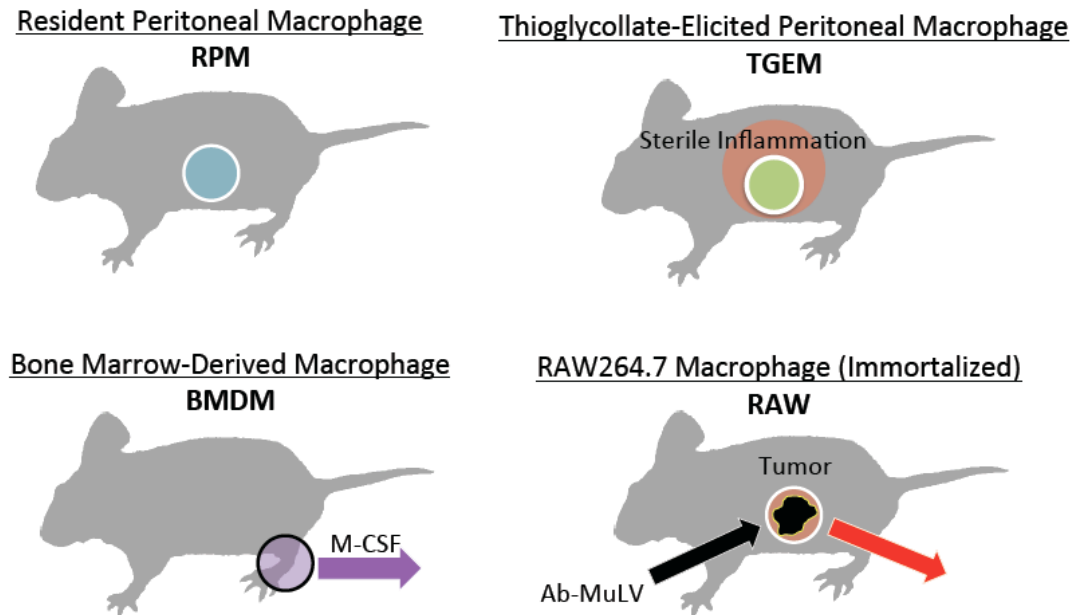 Resident Peritoneal Macrophage
RPM
Thioglycollate-Elicited Peritoneal Macrophage
TGEM
Sterile Inflammation
Bone Marrow-Derived Macrophage
BMDM
M-CSF
RAW264.7 Macrophage (Immortalized)
RAW
Tumor
Ab-MuLV